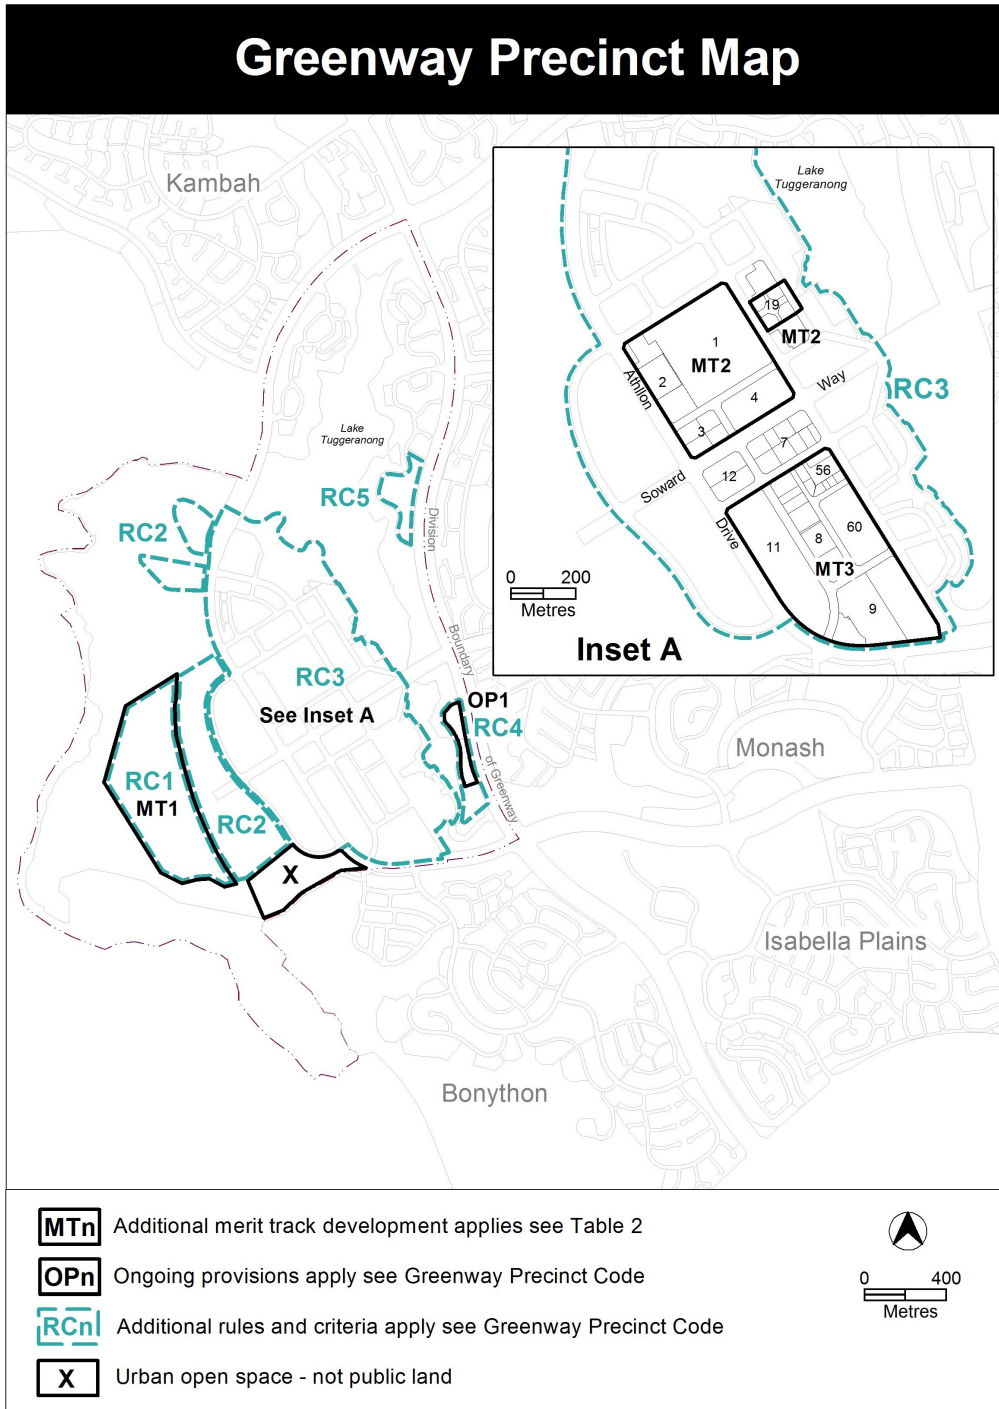 Greenway Precinct Map
Kambah
Lake
Tuggeranong
19
MT2
1
MT2
2
Athllon
4
Way
RC3
3
7
12
Soward
56
Drive
11
60
8
MT3
9
0 200
Metres
Inset A
Lake
Tuggeranong
RC5
RC2
Division
Boundary
of Greenway
RC3
See Inset A
OP1
RC4
RC1
MT1
RC2
X
Monash
Isabella Plains
Bonython
MTn Additional merit track development applies see Table 2
OPn Ongoing provisions apply see Greenway Precinct Code
RCn Additional rules and criteria apply see Greenway Precinct Code
X Urban open space - not public land
0 400
Metres